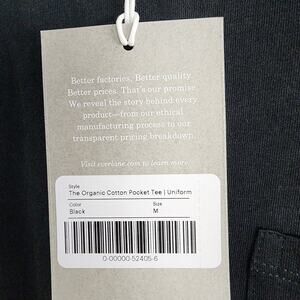 Better factories. Better quality.
Better prices. That's our promise.
We reveal the story behind every
product—from our ethical
manufacturing process to our
transparent pricing breakdown.
Visit everlane.com to learn more.
Style
The Organic Cotton Pocket Tee | Uniform
Color Size
Black M
0-00000-52405-6